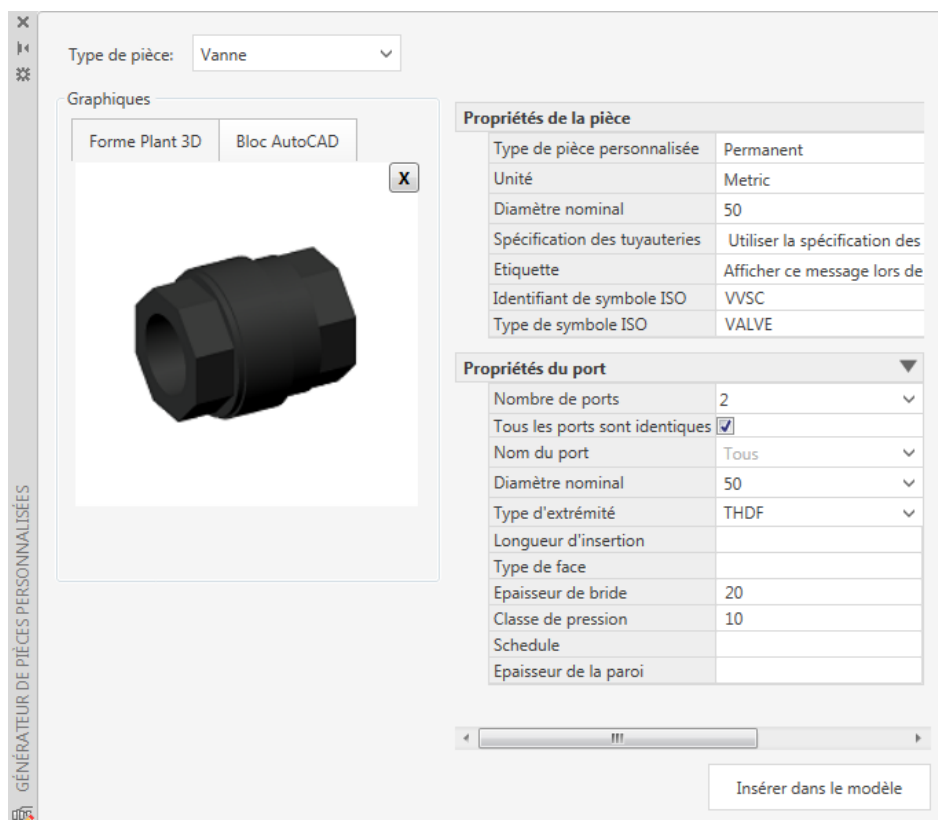 Type de pièce: Vanne
Graphiques
Forme Plant 3D Bloc AutoCAD
X
Propriétés de la pièce
Type de pièce personnalisée Permanent
Unité Metric
Diamètre nominal 50
Spécification des tuyauteries Utiliser la spécification des
Etiquette Afficher ce message lors de
Identifiant de symbole ISO VVSC
Type de symbole ISO VALVE
Propriétés du port
Nombre de ports 2
Tous les ports sont identiques
Nom du port Tous
Diamètre nominal 50
Type d'extrémité THDF
Longueur d'insertion
Type de face
Epaisseur de bride 20
Classe de pression 10
Schedule
Epaisseur de la paroi
Insérer dans le modèle
GÉNÉRATEUR DE PIÈCES PERSONNALISÉES